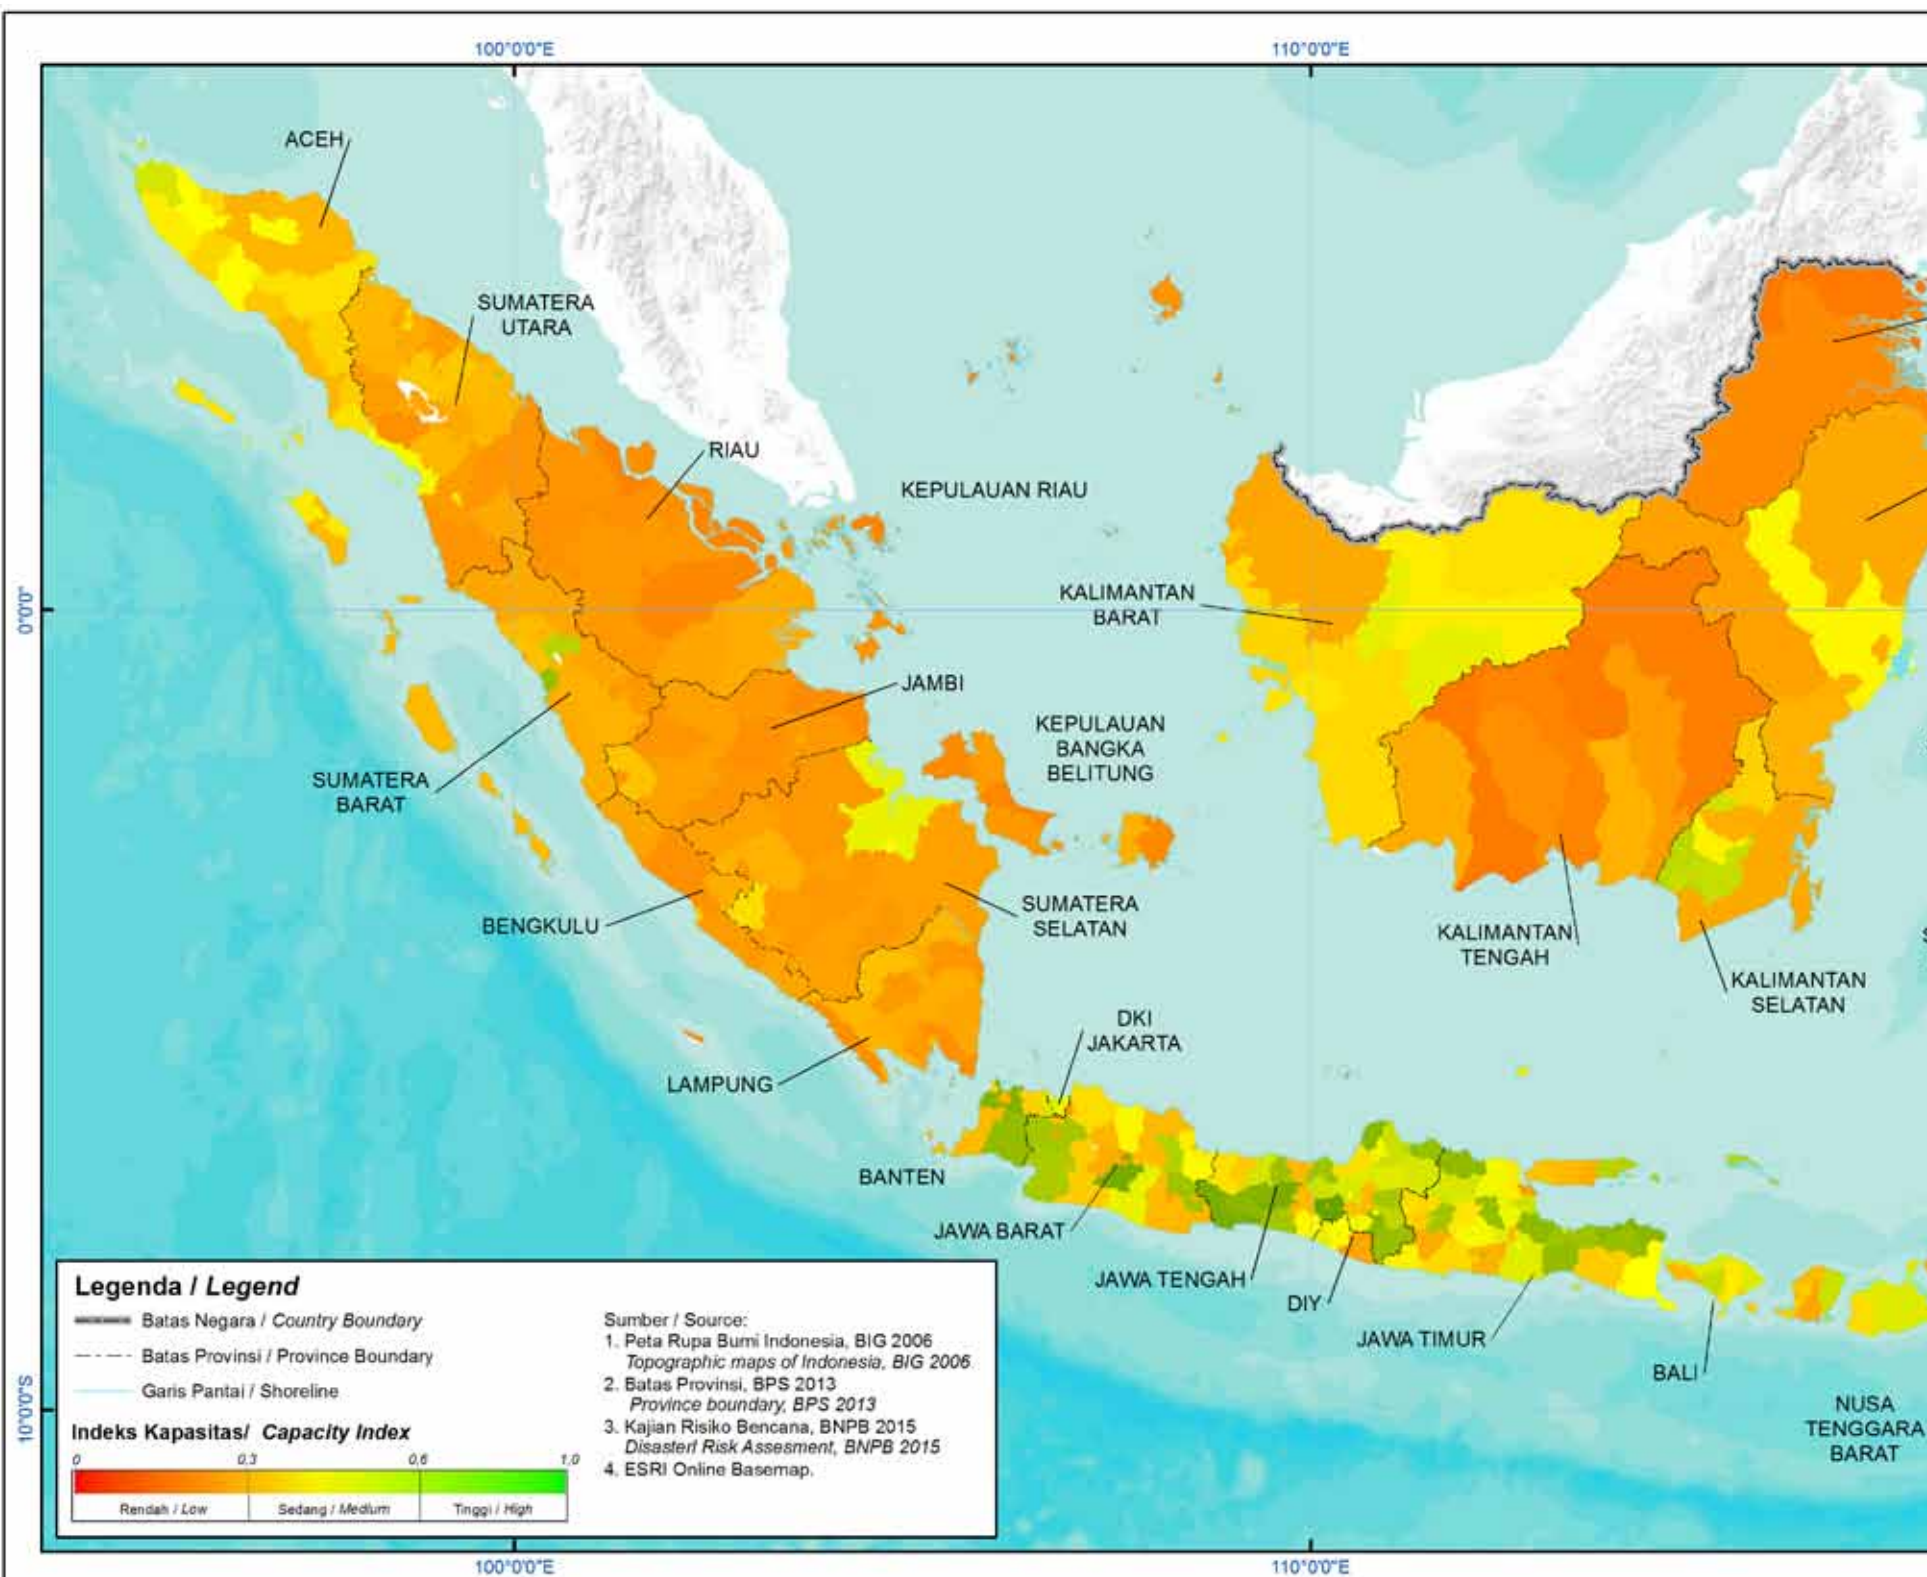 100°0'0"E
110°0'0"E
ACEH
SUMATERA
UTARA
RIAU
KEPULAUAN RIAU
KALIMANTAN
BARAT
0°0'0"
JAMBI
KEPULAUAN
BANGKA
BELITUNG
SUMATERA
BARAT
BENGKULU
SUMATERA
SELATAN
KALIMANTAN
TENGAH
KALIMANTAN
SELATAN
DKI
JAKARTA
LAMPUNG
BANTEN
JAWA BARAT
JAWA TENGAH
DIY
JAWA TIMUR
BALI
NUSA
TENGGARA
BARAT
10°0'0"S
Legenda / Legend
Batas Negara / Country Boundary
Batas Provinsi / Province Boundary
Garis Pantai / Shoreline
Indeks Kapasitas/ Capacity Index
0 0,3 0,6 1,0
Rendah / Low Sedang / Medium Tinggi / High
Sumber / Source:
1. Peta Rupa Bumi Indonesia, BIG 2006
Topographic maps of Indonesia, BIG 2006
2. Batas Provinsi, BPS 2013
Province boundary, BPS 2013
3. Kajian Risiko Bencana, BNPB 2015
Disasterl Risk Assesment, BNPB 2015
4. ESRI Online Basemap.
100°0'0"E
110°0'0"E